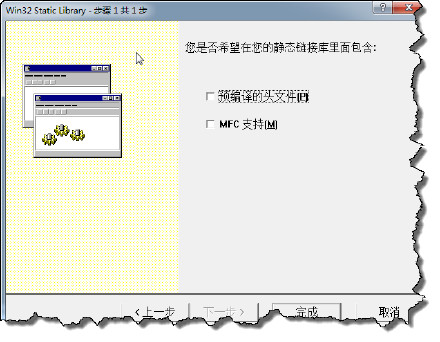 Win32 Static Library - 步骤 1 共 1 步
您是否希望在您的静态链接库里面包含:
预编译的头文件[P]
MFC 支持[M]
< 上一步
下一步 >
完成
取消